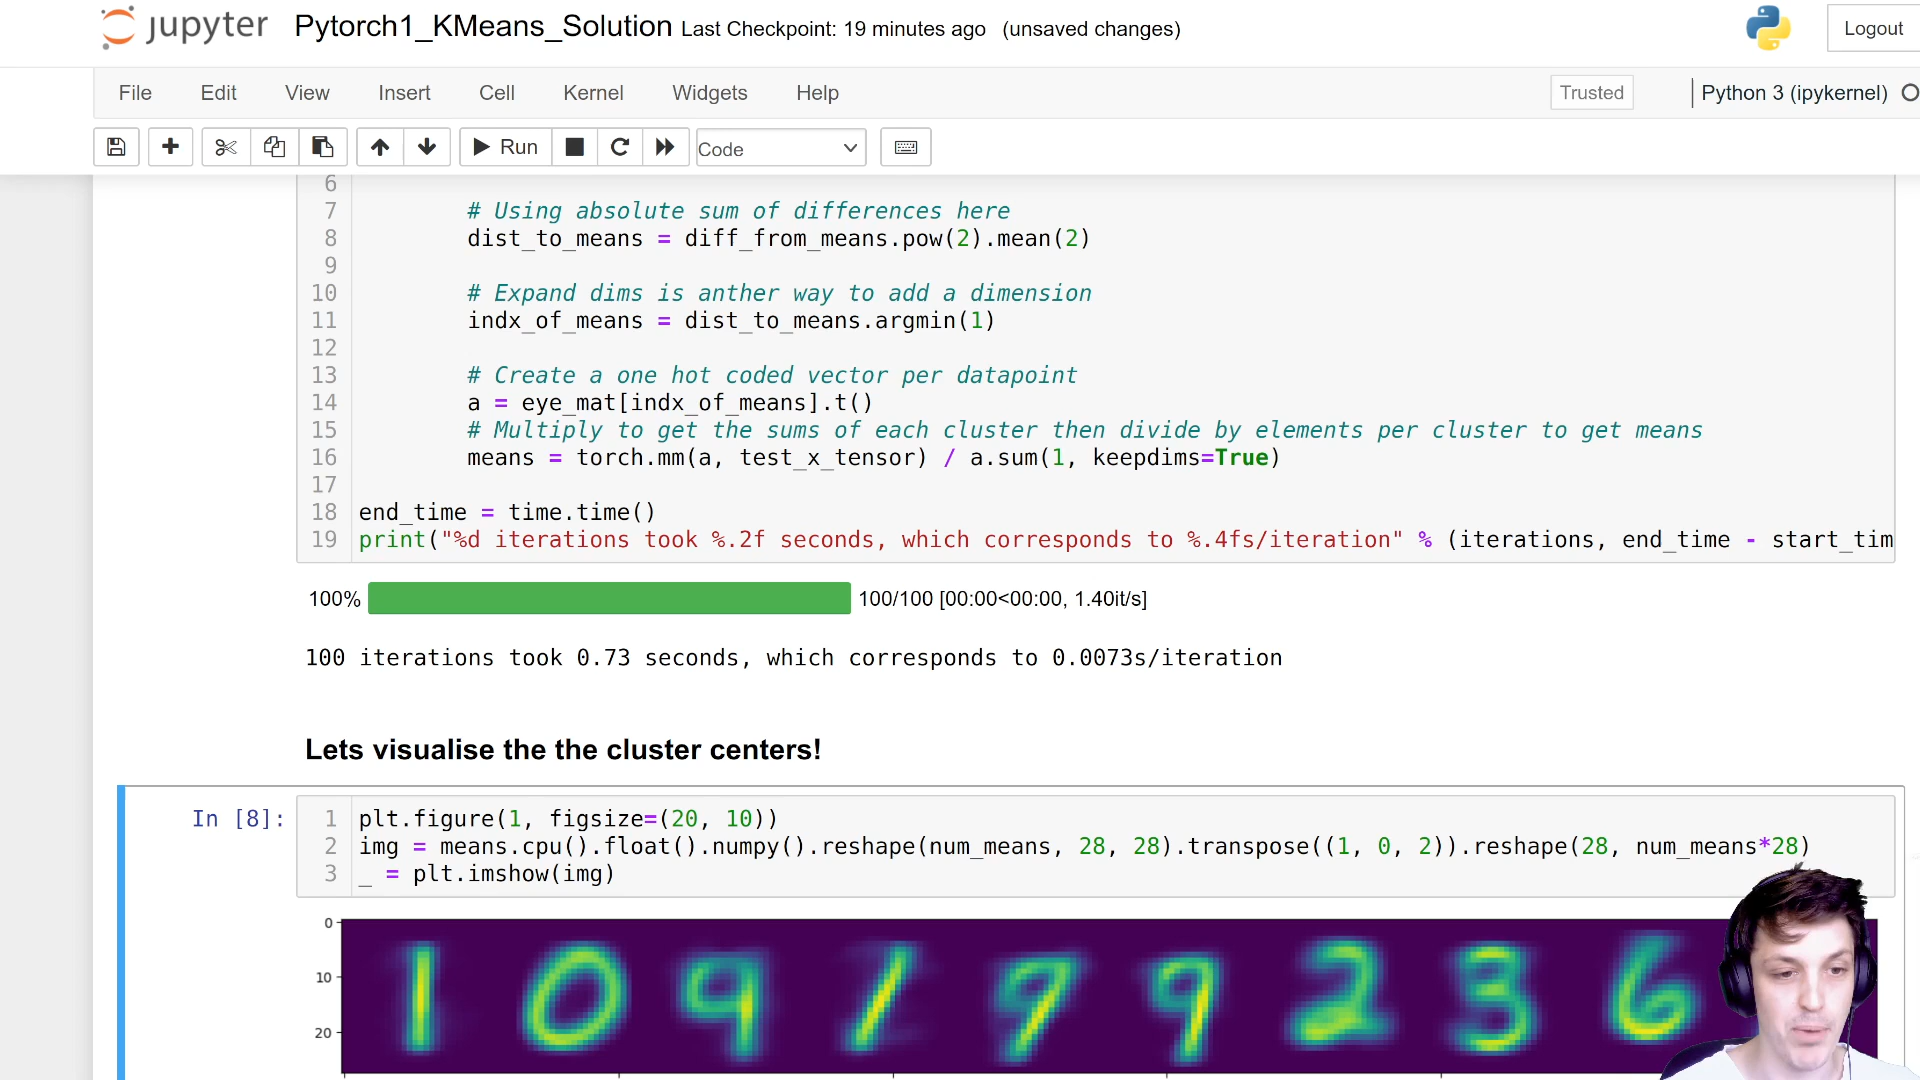 jupyter Pytorch1_KMeans_Solution Last Checkpoint: 19 minutes ago (unsaved changes) Logout
File Edit View Insert Cell Kernel Widgets Help Trusted Python 3 (ipykernel)
Run Code
6
7 # Using absolute sum of differences here
8 dist_to_means = diff_from_means.pow(2).mean(2)
9
10 # Expand dims is anther way to add a dimension
11 indx_of_means = dist_to_means.argmin(1)
12
13 # Create a one hot coded vector per datapoint
14 a = eye_mat[indx_of_means].t()
15 # Multiply to get the sums of each cluster then divide by elements per cluster to get means
16 means = torch.mm(a, test_x_tensor) / a.sum(1, keepdims=True)
17
18 end_time = time.time()
19 print("%d iterations took %.2f seconds, which corresponds to %.4fs/iteration" % (iterations, end_time - start_tim
100% 100/100 [00:00<00:00, 1.40it/s]
100 iterations took 0.73 seconds, which corresponds to 0.0073s/iteration
Lets visualise the the cluster centers!
In [8]: 1 plt.figure(1, figsize=(20, 10))
2 img = means.cpu().float().numpy().reshape(num_means, 28, 28).transpose((1, 0, 2)).reshape(28, num_means*28)
3 _ = plt.imshow(img)
0
10
20
1 0 9 1 9 9 2 3 6